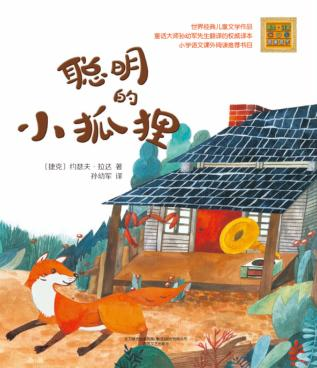 世界经典儿童文学作品
童话大师孙幼军先生翻译的权威译本
小学语文课外阅读推荐书目
聪明
的
小狐狸
〔捷克〕约瑟夫·拉达 著
孙幼军 译